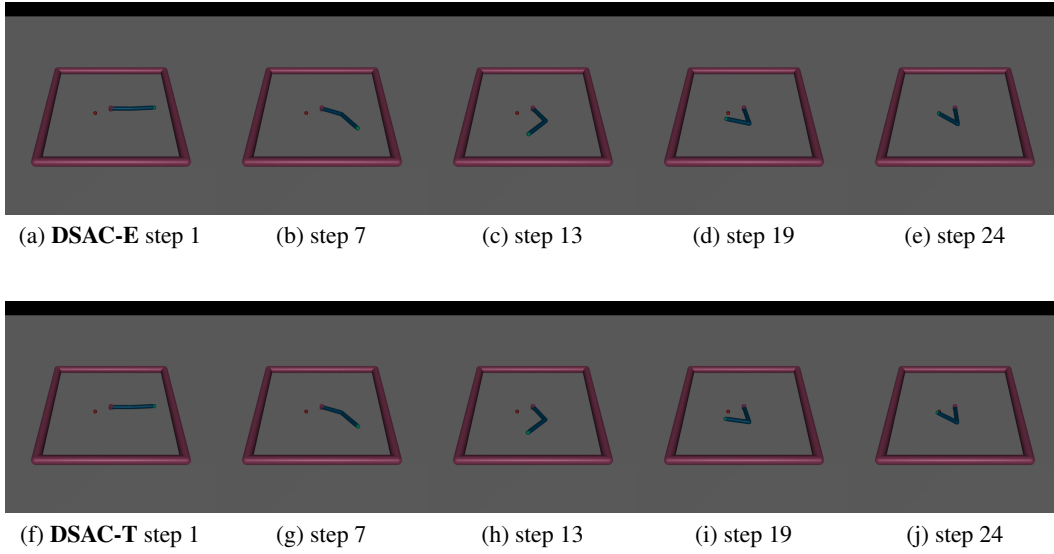 (a) DSAC-E step 1 (b) step 7 (c) step 13 (d) step 19 (e) step 24
(f) DSAC-T step 1 (g) step 7 (h) step 13 (i) step 19 (j) step 24